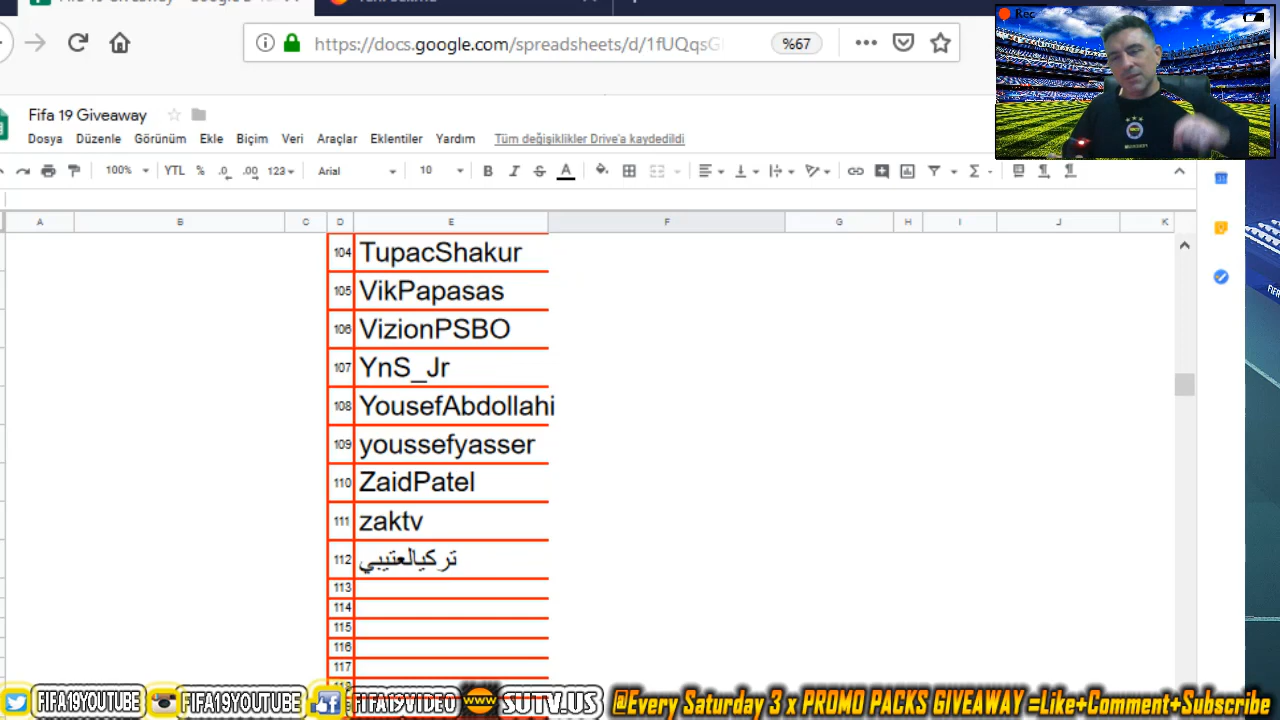 Rec
https://docs.google.com/spreadsheets/d/1fUQqsG
%67
Fifa 19 Giveaway
Dosya Düzenle Görünüm Ekle Biçim Veri Araçlar Eklentiler Yardım Tüm değişiklikler Drive'a kaydedildi
100% YTL % .0 .00 123 Arial 10 B I S A
A B C D E F G H I J K
104 TupacShakur
105 VikPapasas
106 VizionPSBO
107 YnS_Jr
108 YousefAbdollahi
109 youssefyasser
110 ZaidPatel
111 zaktv
112 تركيالعتيبي
113
114
115
116
117
FIFA19YOUTUBE FIFA19YOUTUBE FIFA19VIDEO SUTV.US @Every Saturday 3 x PROMO PACKS GIVEAWAY =Like+Comment+Subscribe